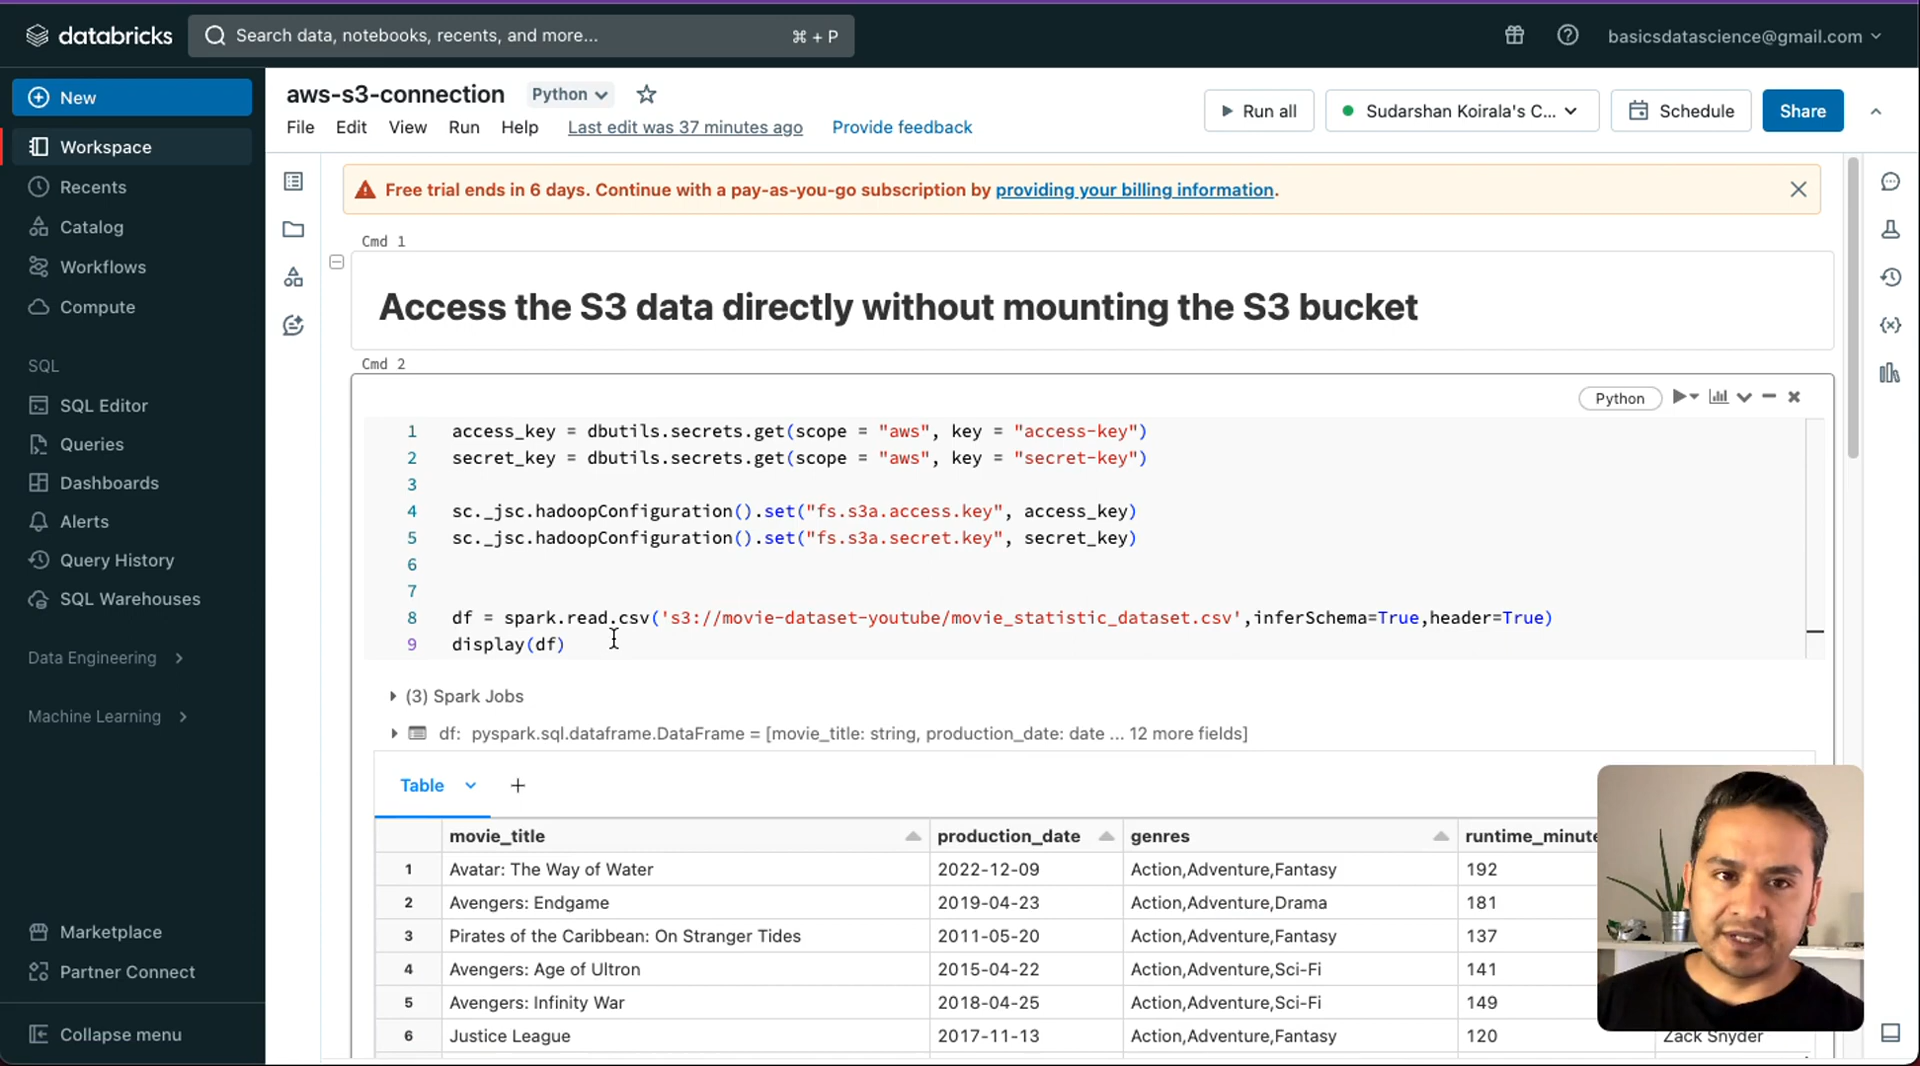 databricks
Search data, notebooks, recents, and more...
⌘ + P
basicsdatascience@gmail.com
New
Workspace
Recents
Catalog
Workflows
Compute
SQL
SQL Editor
Queries
Dashboards
Alerts
Query History
SQL Warehouses
Data Engineering
Machine Learning
Marketplace
Partner Connect
Collapse menu
aws-s3-connection
Python
File Edit View Run Help Last edit was 37 minutes ago Provide feedback
Run all
Sudarshan Koirala's C...
Schedule
Share
Free trial ends in 6 days. Continue with a pay-as-you-go subscription by providing your billing information.
Cmd 1
Access the S3 data directly without mounting the S3 bucket
Cmd 2
Python
1 access_key = dbutils.secrets.get(scope = "aws", key = "access-key")
2 secret_key = dbutils.secrets.get(scope = "aws", key = "secret-key")
3
4 sc._jsc.hadoopConfiguration().set("fs.s3a.access.key", access_key)
5 sc._jsc.hadoopConfiguration().set("fs.s3a.secret.key", secret_key)
6
7
8 df = spark.read.csv('s3://movie-dataset-youtube/movie_statistic_dataset.csv',inferSchema=True,header=True)
9 display(df)
(3) Spark Jobs
df: pyspark.sql.dataframe.DataFrame = [movie_title: string, production_date: date ... 12 more fields]
Table
movie_title production_date genres runtime_minute
1 Avatar: The Way of Water 2022-12-09 Action,Adventure,Fantasy 192
2 Avengers: Endgame 2019-04-23 Action,Adventure,Drama 181
3 Pirates of the Caribbean: On Stranger Tides 2011-05-20 Action,Adventure,Fantasy 137
4 Avengers: Age of Ultron 2015-04-22 Action,Adventure,Sci-Fi 141
5 Avengers: Infinity War 2018-04-25 Action,Adventure,Sci-Fi 149
6 Justice League 2017-11-13 Action,Adventure,Fantasy 120 Zack Snyder